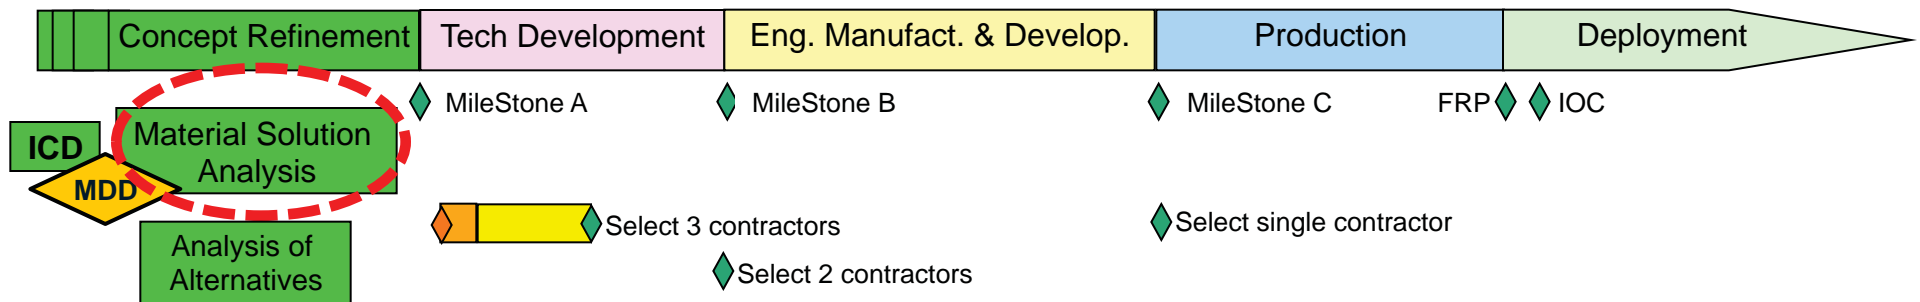 Concept Refinement
Tech Development
Eng. Manufact. & Develop.
Production
Deployment
MileStone A
MileStone B
MileStone C
FRP
IOC
ICD
Material Solution
Analysis
MDD
Select 3 contractors
Select single contractor
Analysis of
Alternatives
Select 2 contractors